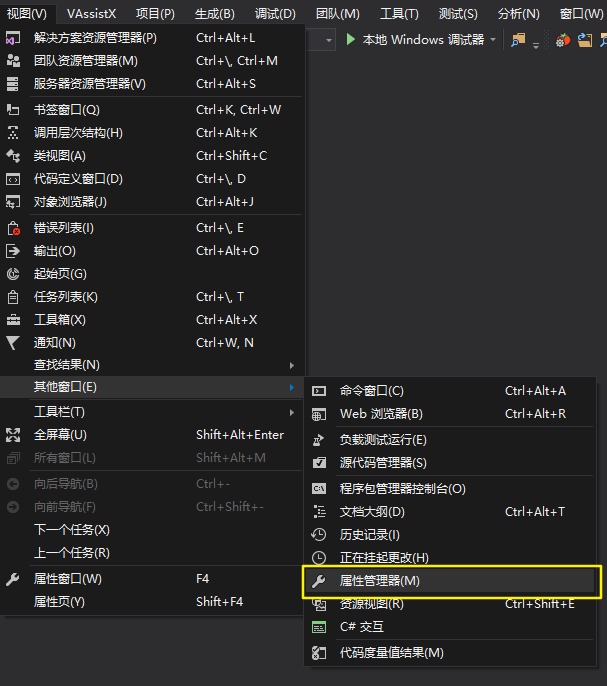 视图(V) VAssistX 项目(P) 生成(B) 调试(D) 团队(M) 工具(T) 测试(S) 分析(N) 窗口(W)
本地 Windows 调试器
解决方案资源管理器(P) Ctrl+Alt+L
团队资源管理器(M) Ctrl+\, Ctrl+M
服务器资源管理器(V) Ctrl+Alt+S
书签窗口(Q) Ctrl+K, Ctrl+W
调用层次结构(H) Ctrl+Alt+K
类视图(A) Ctrl+Shift+C
代码定义窗口(D) Ctrl+\, D
对象浏览器(J) Ctrl+Alt+J
错误列表(I) Ctrl+\, E
输出(O) Ctrl+Alt+O
起始页(G)
任务列表(K) Ctrl+\, T
工具箱(X) Ctrl+Alt+X
通知(N) Ctrl+W, N
查找结果(N)
其他窗口(E)
工具栏(T)
全屏幕(U) Shift+Alt+Enter
所有窗口(L) Shift+Alt+M
向后导航(B) Ctrl+-
向前导航(F) Ctrl+Shift+-
下一个任务(X)
上一个任务(R)
属性窗口(W) F4
属性页(Y) Shift+F4
命令窗口(C) Ctrl+Alt+A
Web 浏览器(B) Ctrl+Alt+R
负载测试运行(E)
源代码管理器(S)
程序包管理器控制台(O)
文档大纲(D) Ctrl+Alt+T
历史记录(I)
正在挂起更改(H)
属性管理器(M)
资源视图(R) Ctrl+Shift+E
C# 交互
代码度量值结果(M)